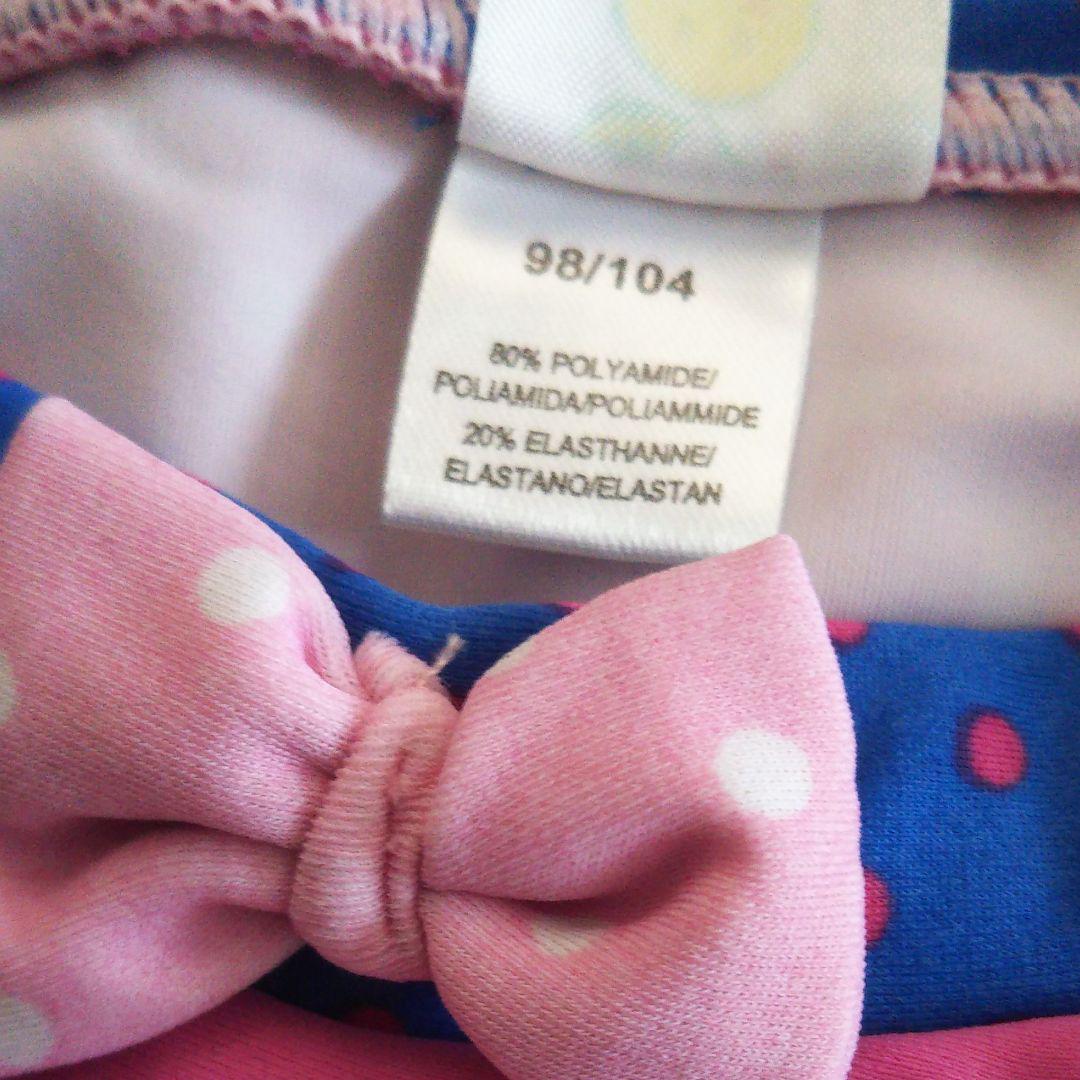 98/104
80% POLYAMIDE/
POLIAMIDA/POLIAMMIDE
20% ELASTHANNE/
ELASTANO/ELASTAN